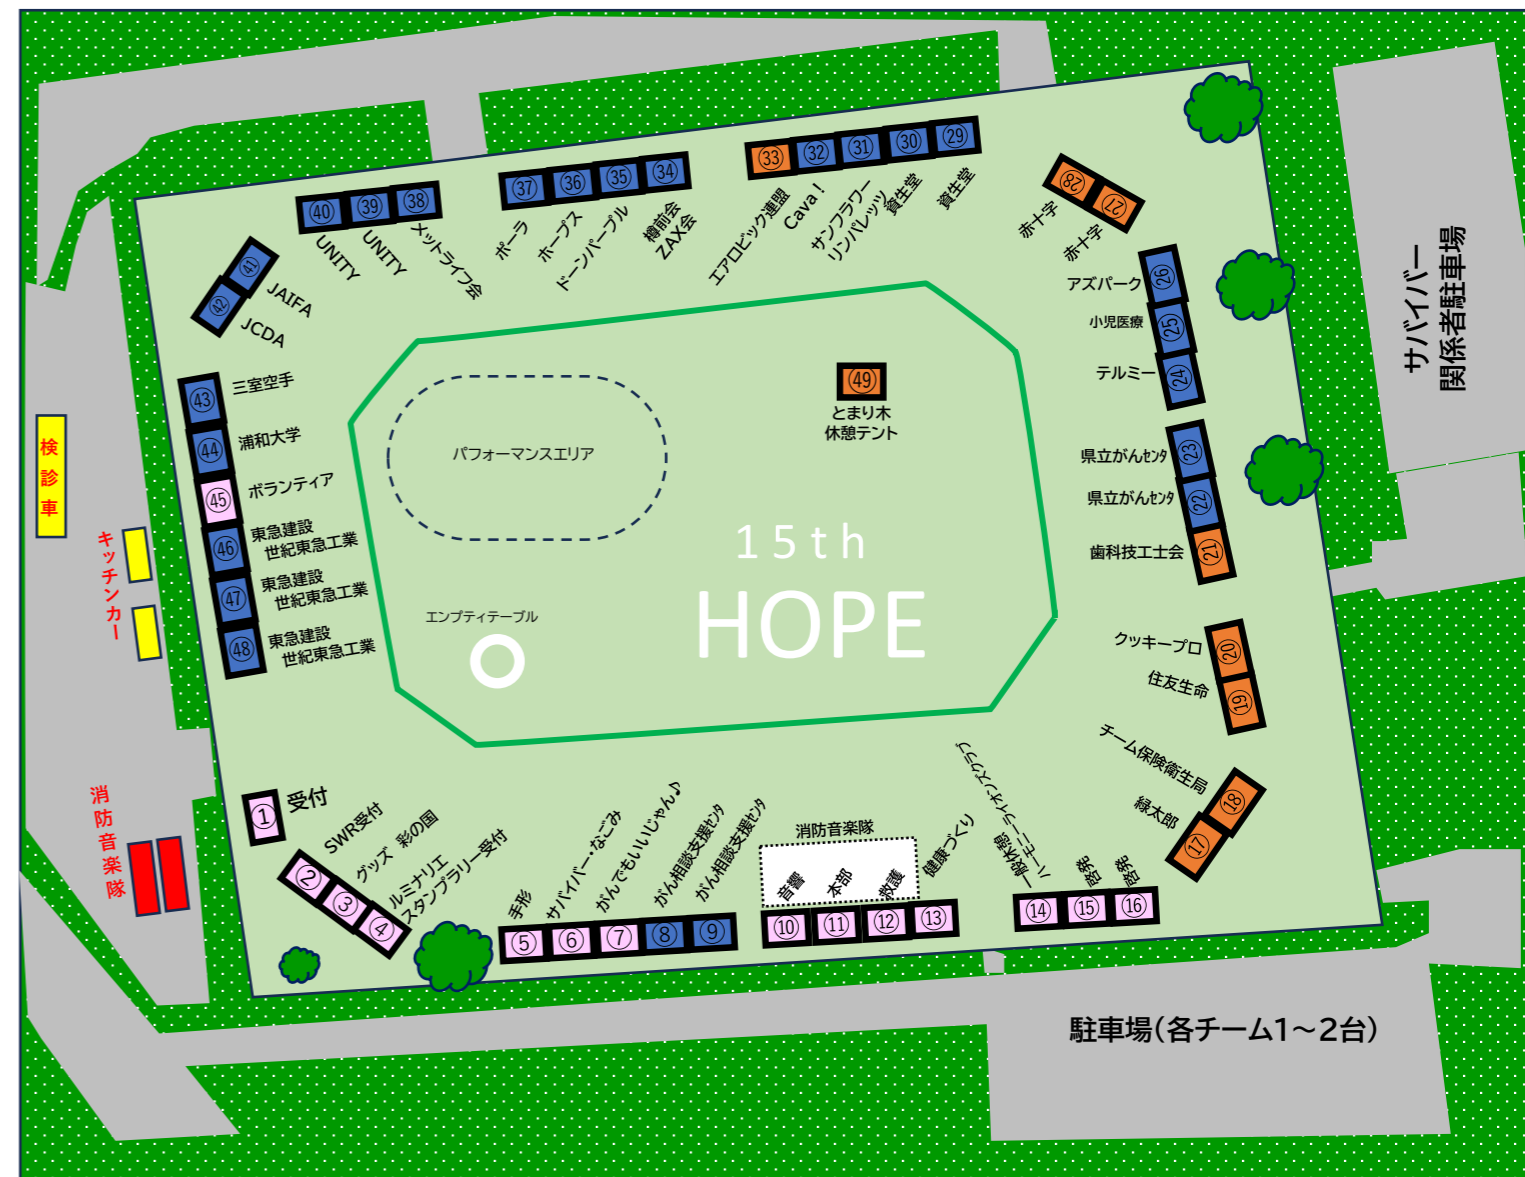 ㊵
㊴
㊳
UNITY
UNITY
メットライフ会
㊲
㊱
㉟
㉞
ポーラ
ホープス
ドーンパープル
樽前会
ZAX会
㉝
㉜
㉛
㉚
㉙
エアロビック連盟
Cava!
サンフラワー
リンパレッツ
資生堂
資生堂
㉘
㉗
赤十字
赤十字
㊶
JAIFA
㊷
JCDA
㉖
アズパーク
㉕
小児医療
㉔
テルミー
サバイバー
関係者駐車場
㊸
三室空手
㊹
浦和大学
㊺
ボランティア
㊻
東急建設
世紀東急工業
㊼
東急建設
世紀東急工業
㊽
東急建設
世紀東急工業
検診車
キッチンカー
パフォーマンスエリア
㊾
とまり木
休憩テント
15th
HOPE
エンプティテーブル
㉓
県立がんセンタ
㉒
県立がんセンタ
㉑
歯科技工士会
⑳
クッキープロ
⑲
住友生命
⑱
チーム保険衛生局
⑰
緑太郎
消防音楽隊
①
受付
②
SWR受付
③
グッズ 彩の国
④
ルミナリエ
スタンプラリー受付
⑤
手形
⑥
サバイバー・なごみ
⑦
がんでもいいじゃん♪
⑧
がん相談支援センタ
⑨
がん相談支援センタ
消防音楽隊
⑩
音響
⑪
本部
⑫
救護
⑬
健康づくり
⑭
一般休憩
ハーモニーライオンズクラブ
⑮
啓発
⑯
啓発
駐車場(各チーム1~2台)